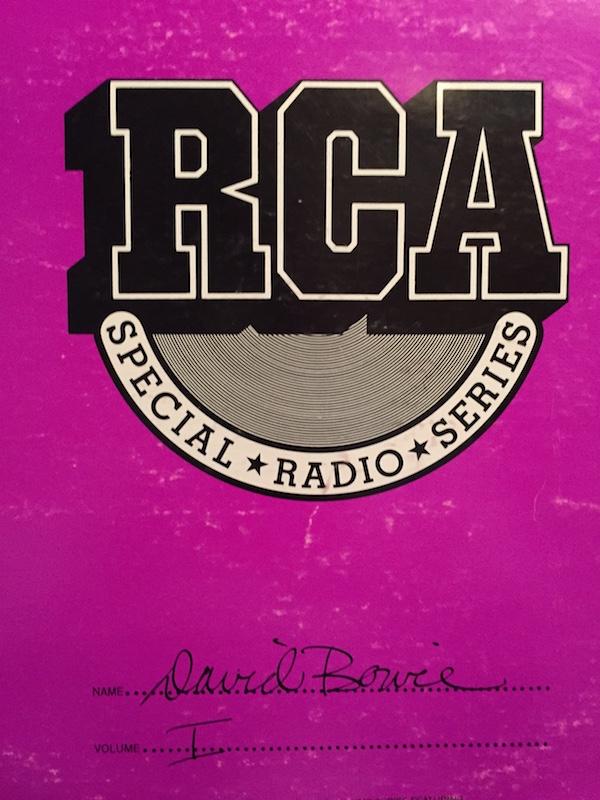 RCA
SPECIAL ★ RADIO ★ SERIES
NAME David Bowie
VOLUME I